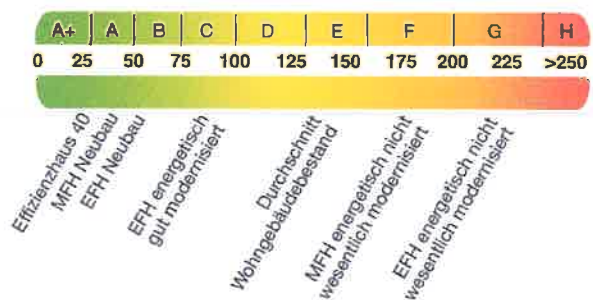 A+ A B C D E F G H
0 25 50 75 100 125 150 175 200 225 >250
Effizienzhaus 40
MFH Neubau
EFH Neubau
EFH energetisch
gut modernisiert
Durchschnitt
Wohngebäudebestand
MFH energetisch nicht
wesentlich modernisiert
EFH energetisch nicht
wesentlich modernisiert